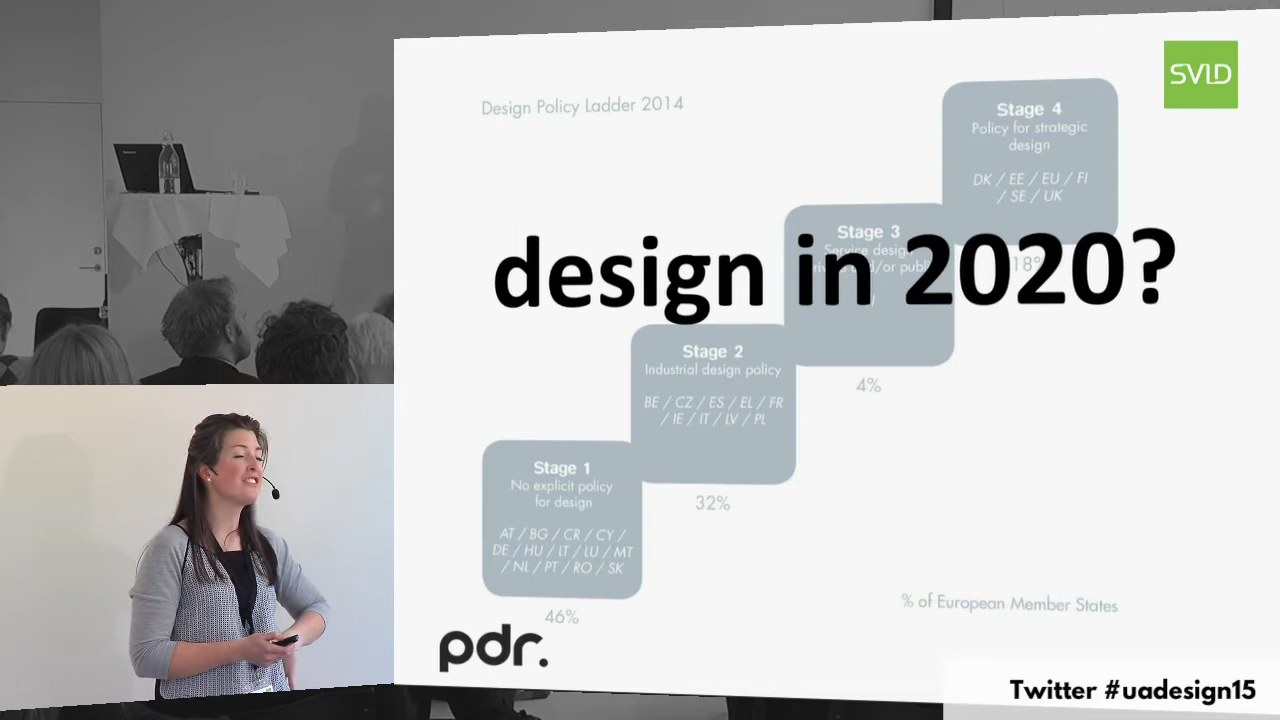 SVID
Design Policy Ladder 2014
Stage 4
Policy for strategic
design
DK / EE / EU / FI
/ SE / UK
18%
Stage 3
Service design
design in 2020?
4%
Stage 2
Industrial design policy
BE / CZ / ES / EL / FR
/ IE / IT / LV / PL
32%
Stage 1
No explicit policy
for design
AT / BG / CR / CY /
DE / HU / LT / LU / MT
/ NL / PT / RO / SK
46%
% of European Member States
pdr.
Twitter #uadesign15